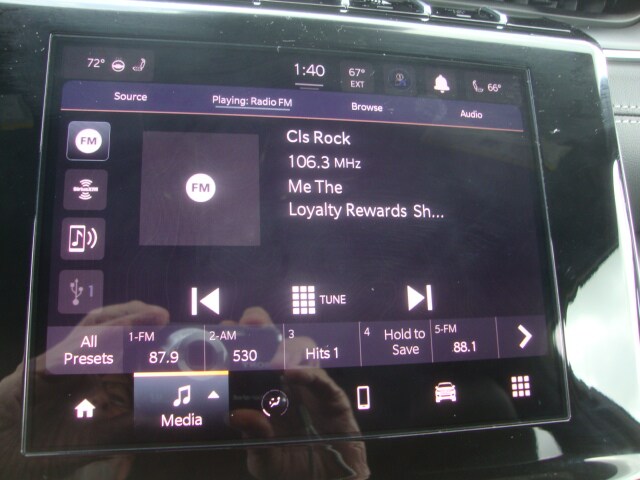 72°
1:40
67°
EXT
66°
Source
Playing: Radio FM
Browse
Audio
FM
Cls Rock
106.3 MHz
FM
Me The
Loyalty Rewards Sh...
SiriusXM
1
TUNE
All
Presets
1-FM
87.9
2-AM
530
3
Hits 1
4
Hold to
Save
5-FM
88.1
Media